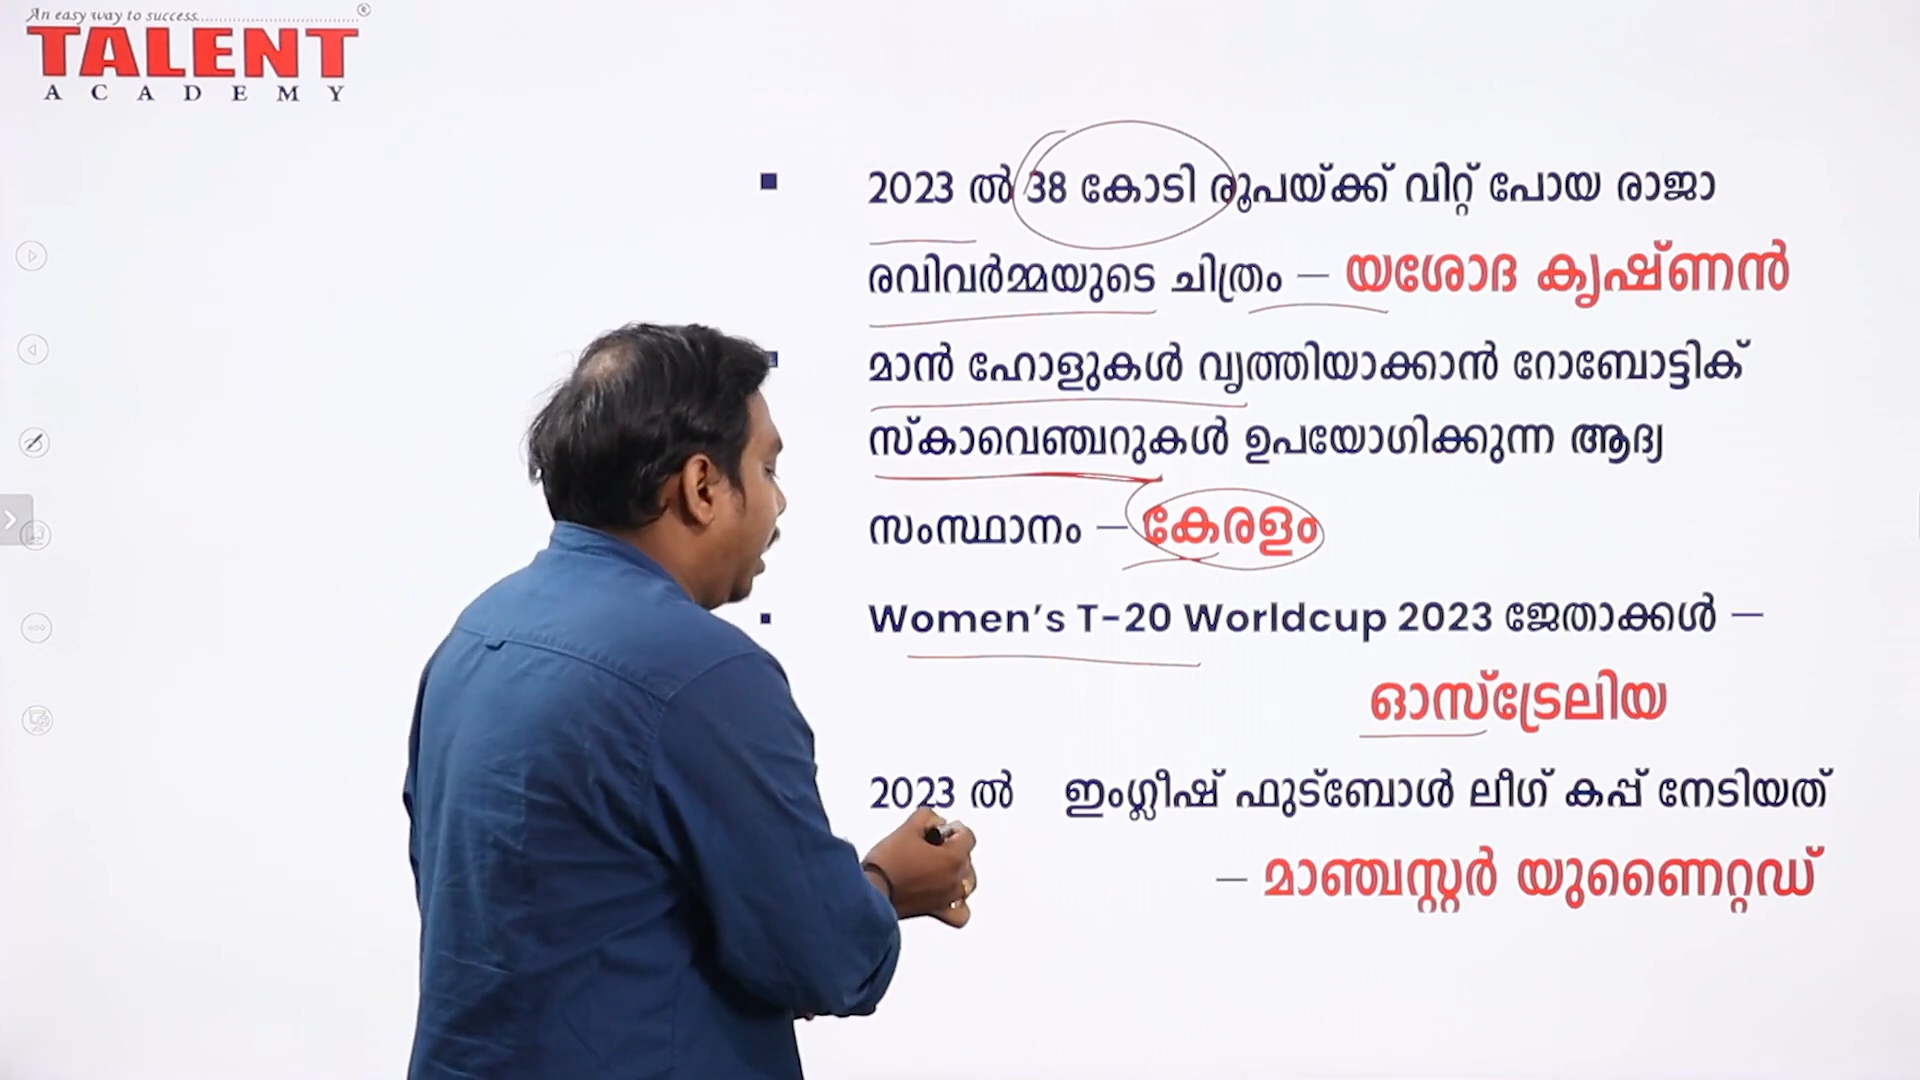 An easy way to success
TALENT
ACADEMY
2023 ൽ 38 കോടി രൂപയ്ക്ക് വിറ്റ് പോയ രാജാ
രവിവർമ്മയുടെ ചിത്രം – യശോദ കൃഷ്ണൻ
മാൻ ഹോളുകൾ വൃത്തിയാക്കാൻ റോബോട്ടിക്
സ്കാവെഞ്ചറുകൾ ഉപയോഗിക്കുന്ന ആദ്യ
സംസ്ഥാനം – കേരളം
Women's T-20 Worldcup 2023 ജേതാക്കൾ –
ഓസ്ട്രേലിയ
2023 ൽ ഇംഗ്ലീഷ് ഫുട്ബോൾ ലീഗ് കപ്പ് നേടിയത്
– മാഞ്ചസ്റ്റർ യുണൈറ്റഡ്